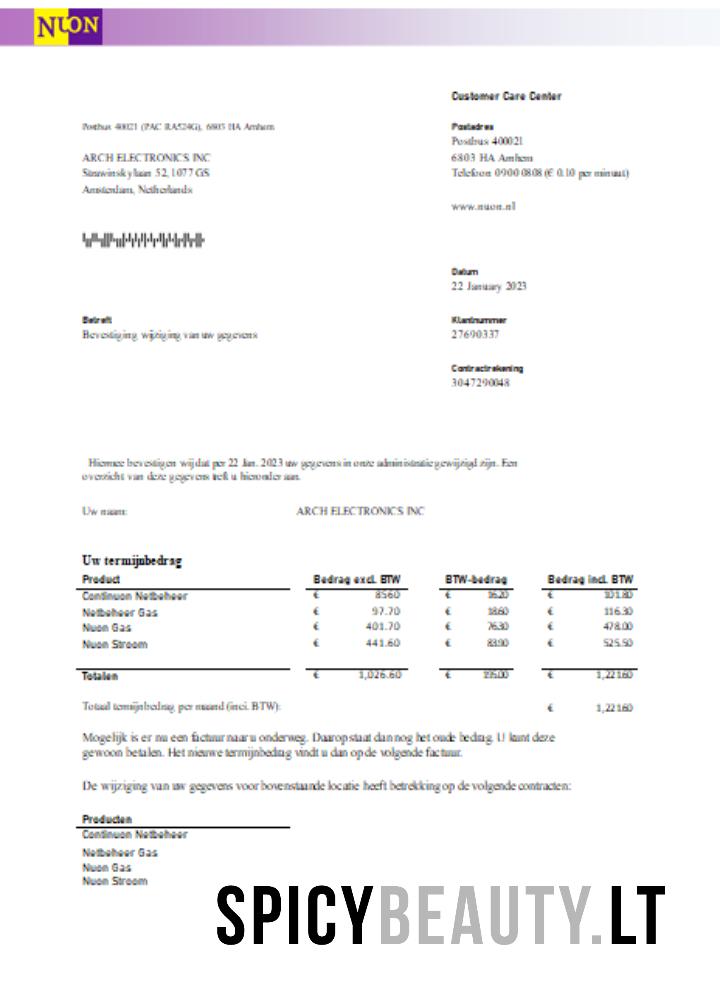 NUON
Customer Care Center
Postbus 40021 (PAC RA524G), 6803 HA Arnhem
Postadres
Postbus 400021
ARCH ELECTRONICS INC
6803 HA Arnhem
Strawinskylaan 52, 1077 GS
Telefoon 0900 0808 (€ 0.10 per minuut)
Amsterdam, Netherlands
www.nuon.nl
Datum
22 January 2023
Betreft
Klantnummer
Bevestiging wijziging van uw gegevens
27690337
Contractrekening
3047290048
Hiermee bevestigen wij dat per 22 Jan. 2023 uw gegevens in onze administratie gewijzigd zijn. Een
overzicht van deze gegevens treft u hieronder aan.
Uw naam: ARCH ELECTRONICS INC
Uw termijnbedrag
Product Bedrag excl. BTW BTW-bedrag Bedrag incl. BTW
Continuon Netbeheer € 8560 € 16.20 € 101.80
Netbeheer Gas € 97.70 € 18.60 € 116.30
Nuon Gas € 401.70 € 76.30 € 478.00
Nuon Stroom € 441.60 € 83.90 € 525.50
Totalen € 1,026.60 € 195.00 € 1,221.60
Totaal termijnbedrag per maand (incl. BTW): € 1,221.60
Mogelijk is er nu een factuur naar u onderweg. Daarop staat dan nog het oude bedrag. U kunt deze
gewoon betalen. Het nieuwe termijnbedrag vindt u dan op de volgende factuur.
De wijziging van uw gegevens voor bovenstaande locatie heeft betrekking op de volgende contracten:
Producten
Continuon Netbeheer
Netbeheer Gas
Nuon Gas
Nuon Stroom
SPICYBEAUTY.LT